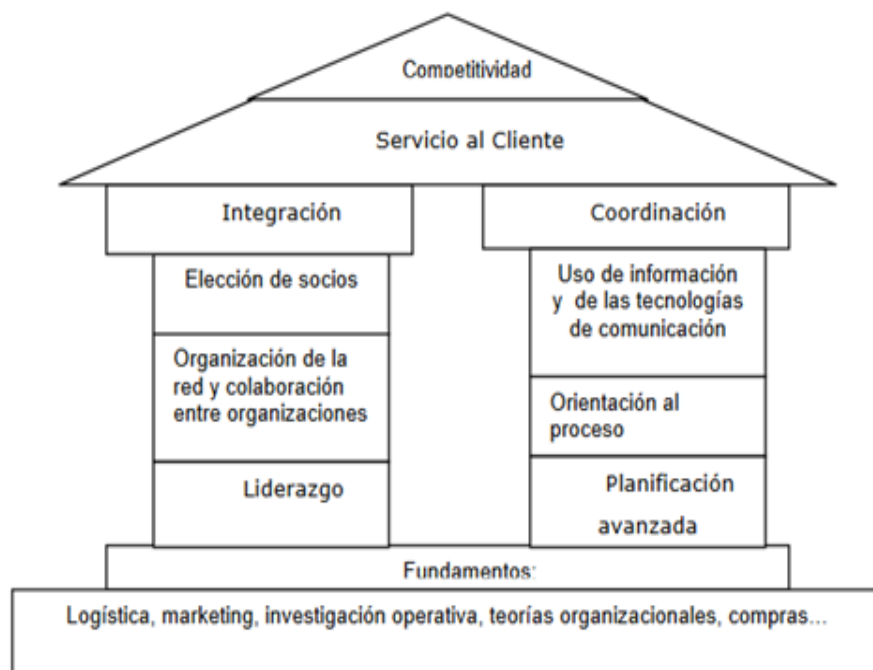 Competitividad
Servicio al Cliente
Integración
Coordinación
Elección de socios
Organización de la
red y colaboración
entre organizaciones
Liderazgo
Uso de información
y de las tecnologías
de comunicación
Orientación al
proceso
Planificación
avanzada
Fundamentos:
Logística, marketing, investigación operativa, teorías organizacionales, compras...